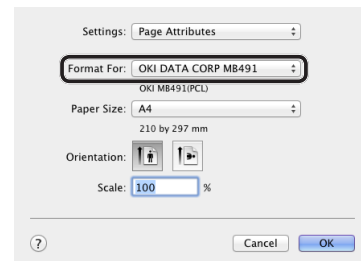 Settings: Page Attributes
Format For: OKI DATA CORP MB491
OKI MB491(PCL)
Paper Size: A4
210 by 297 mm
Orientation:
Scale: 100 %
? Cancel OK